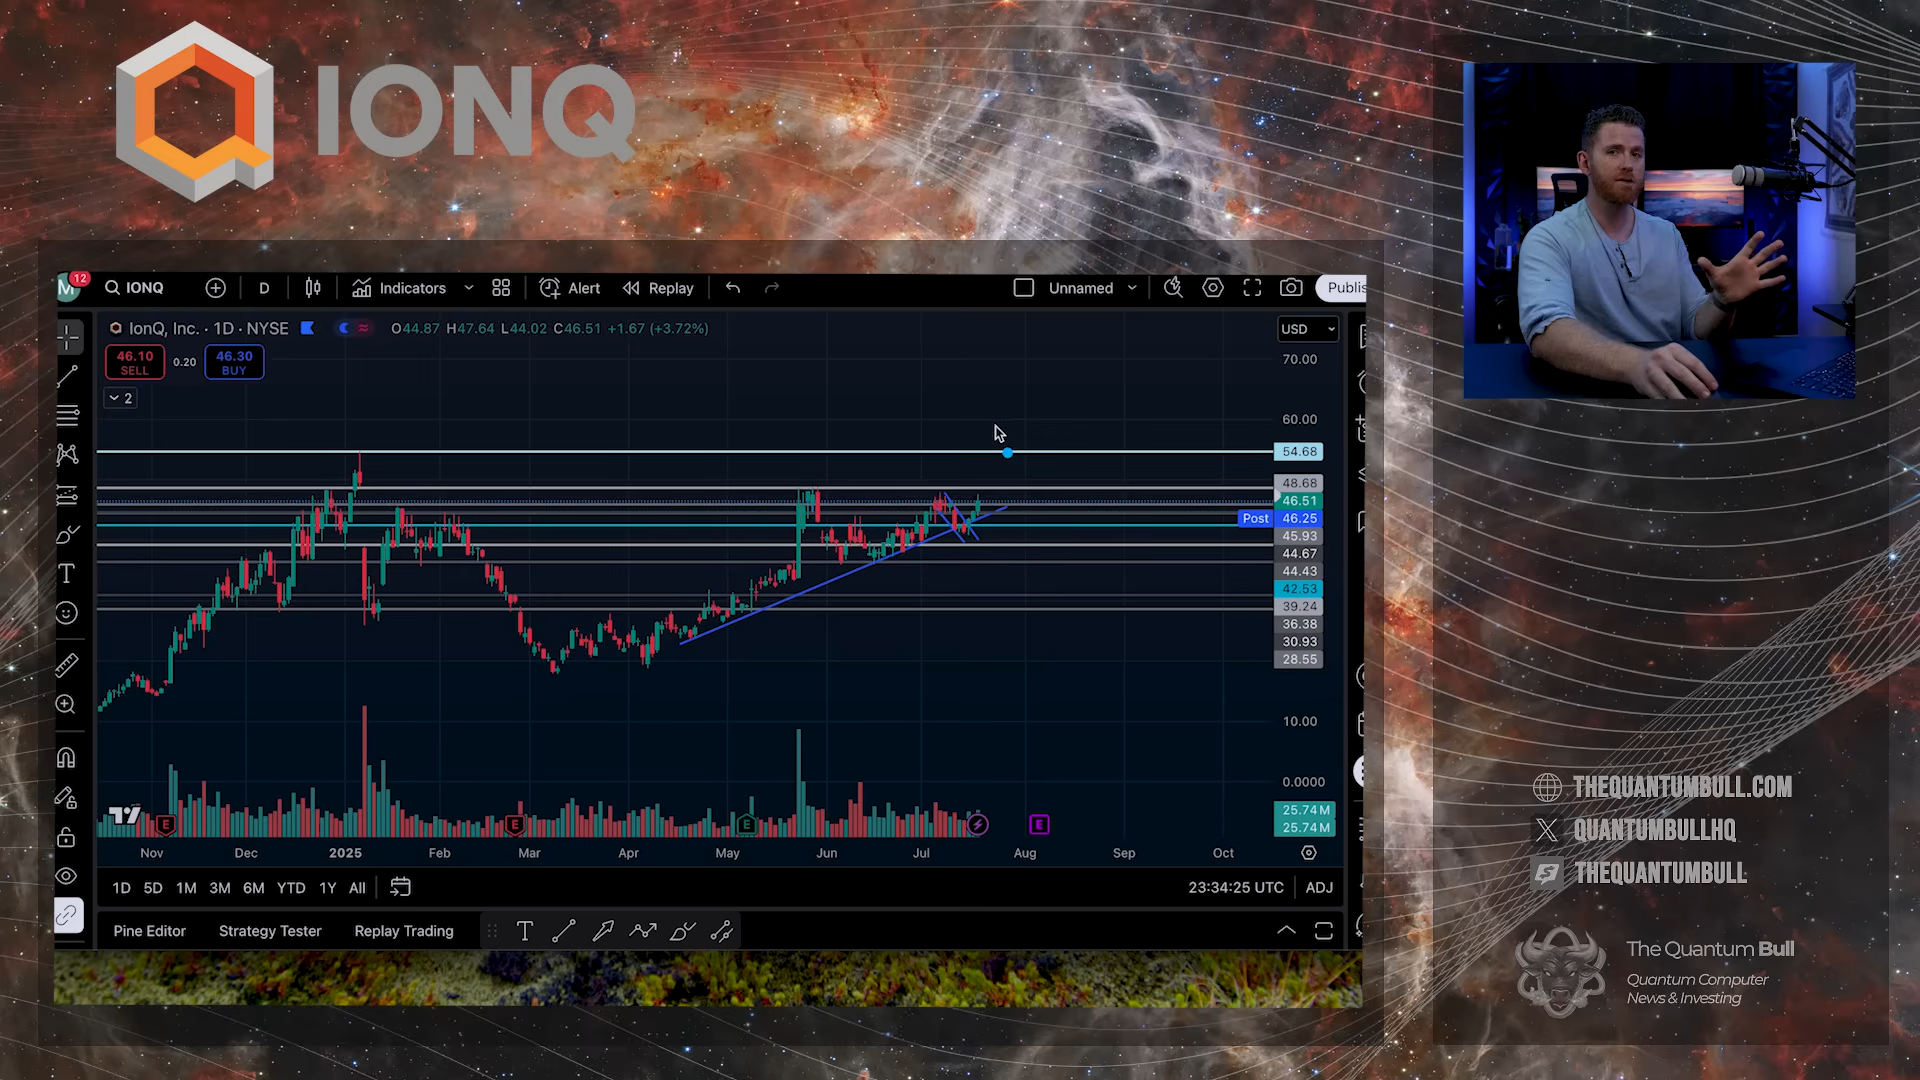 IONQ
M 12 IONQ D Indicators Alert Replay Unnamed Publis
IonQ, Inc. · 1D · NYSE O44.87 H47.64 L44.02 C46.51 +1.67 (+3.72%) USD
46.10 SELL 0.20 46.30 BUY
2
70.00
60.00
54.68
48.68
46.51
Post 46.25
45.93
44.67
44.43
42.53
39.24
36.38
30.93
28.55
10.00
0.0000
25.74 M
25.74 M
E E E E
Nov Dec 2025 Feb Mar Apr May Jun Jul Aug Sep Oct
1D 5D 1M 3M 6M YTD 1Y All 23:34:25 UTC ADJ
Pine Editor Strategy Tester Replay Trading T
THEQUANTUMBULL.COM
QUANTUMBULLHQ
THEQUANTUMBULL
The Quantum Bull
Quantum Computer
News & Investing